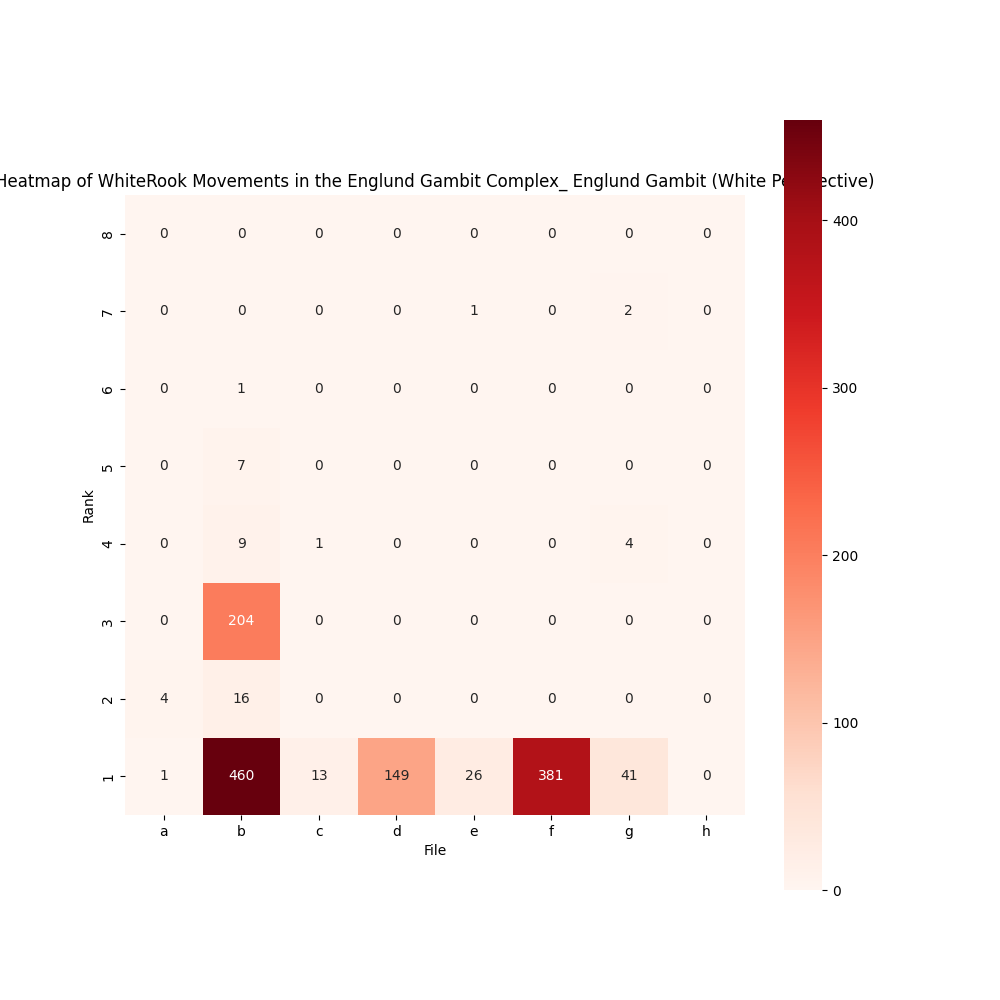 Heatmap of WhiteRook Movements in the Englund Gambit Complex_ Englund Gambit (White Perspective)
8 0 0 0 0 0 0 0 0
7 0 0 0 0 1 0 2 0
6 0 1 0 0 0 0 0 0
5 0 7 0 0 0 0 0 0
4 0 9 1 0 0 0 4 0
3 0 204 0 0 0 0 0 0
2 4 16 0 0 0 0 0 0
1 1 460 13 149 26 381 41 0
a b c d e f g h
File
Rank
400
300
200
100
0